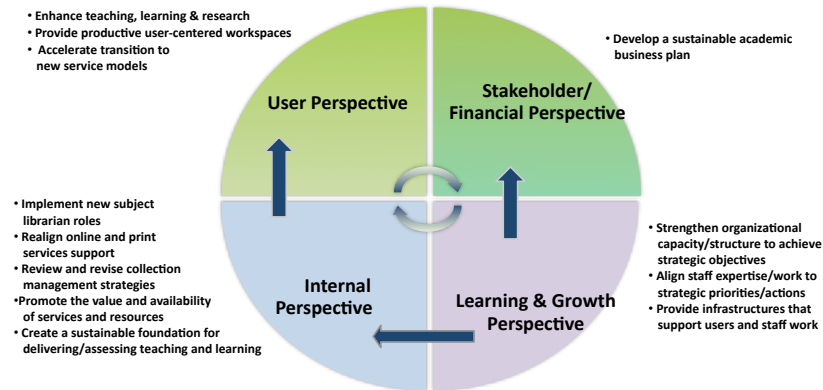 • Enhance teaching, learning & research
• Provide productive user-centered workspaces
• Accelerate transition to
new service models
• Develop a sustainable academic
business plan
User Perspective
Stakeholder/
Financial Perspective
• Implement new subject
librarian roles
• Realign online and print
services support
• Review and revise collection
management strategies
•Promote the value and availability
of services and resources
• Create a sustainable foundation for
delivering/assessing teaching and learning
Internal
Perspective
Learning & Growth
Perspective
• Strengthen organizational
capacity/structure to achieve
strategic objectives
• Align staff expertise/work to
strategic priorities/actions
• Provide infrastructures that
support users and staff work